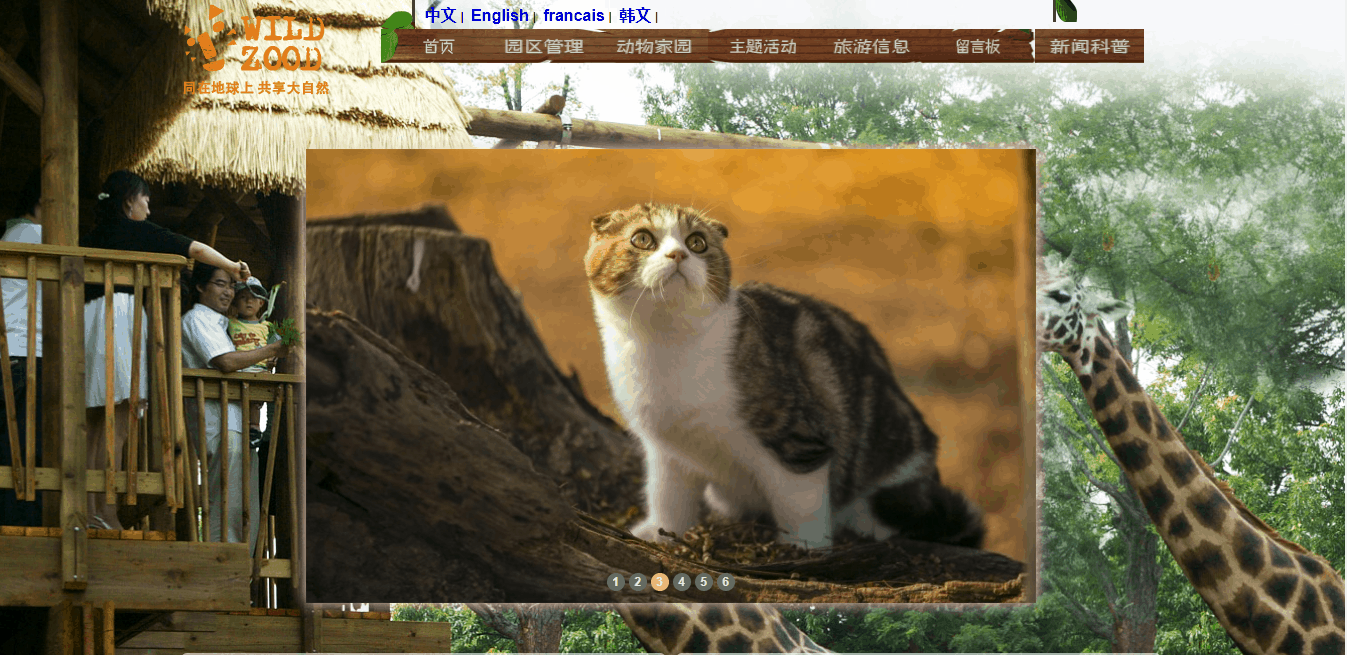 WILD
ZOOD
同在地球上 共享大自然
中文 | English | francais | 韩文 |
首页 园区管理 动物家园 主题活动 旅游信息 留言板 新闻科普
1 2 3 4 5 6